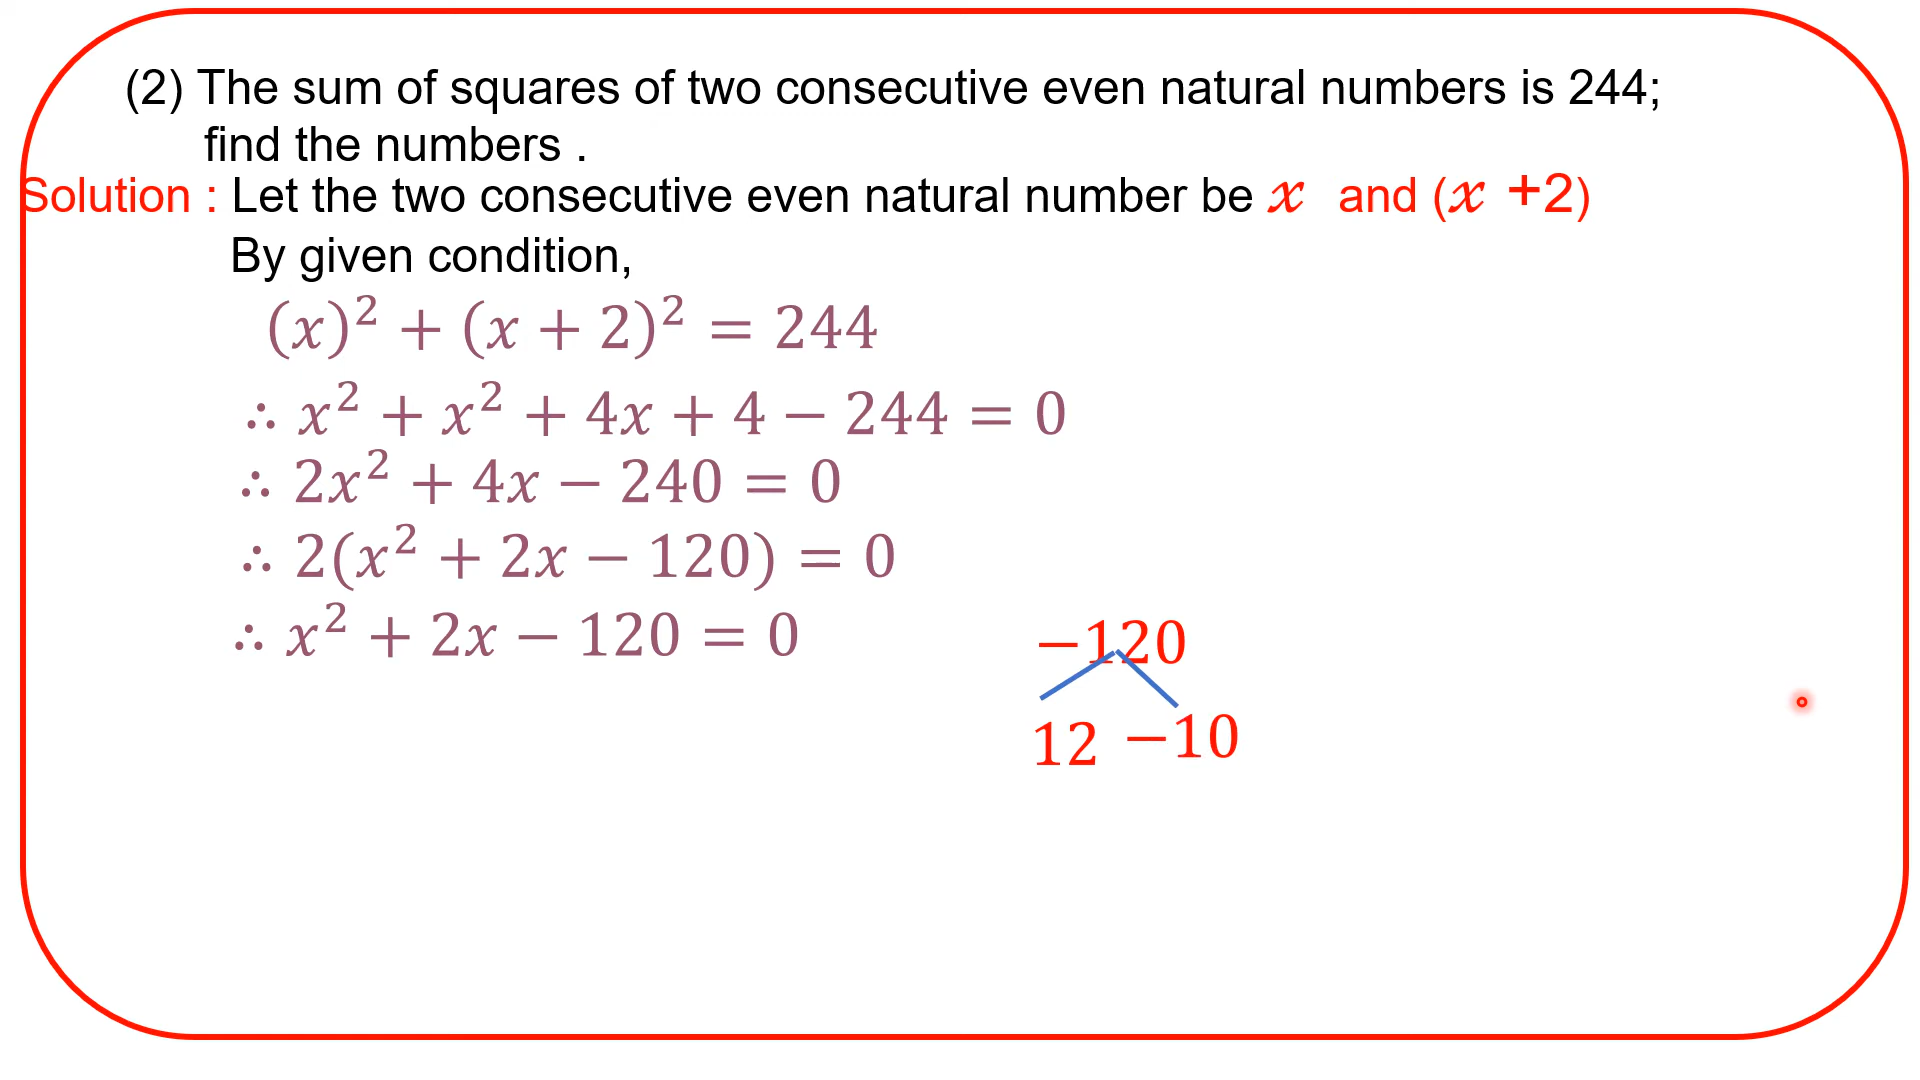 (2) The sum of squares of two consecutive even natural numbers is 244;
find the numbers .
Solution : Let the two consecutive even natural number be 𝑥 and (𝑥 +2)
By given condition,
(𝑥)² + (𝑥 + 2)² = 244
∴ 𝑥² + 𝑥² + 4𝑥 + 4 − 244 = 0
∴ 2𝑥² + 4𝑥 − 240 = 0
∴ 2(𝑥² + 2𝑥 − 120) = 0
∴ 𝑥² + 2𝑥 − 120 = 0
−120
12 −10